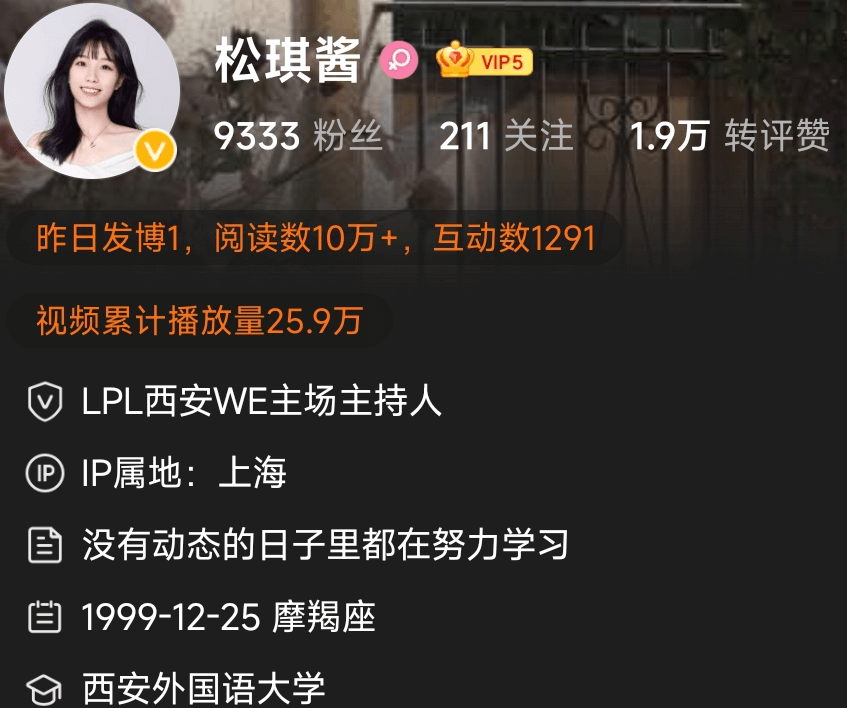 松琪酱 VIP5
9333 粉丝 211 关注 1.9万 转评赞
昨日发博1，阅读数10万+，互动数1291
视频累计播放量25.9万
LPL西安WE主场主持人
IP IP属地：上海
没有动态的日子里都在努力学习
1999-12-25 摩羯座
西安外国语大学